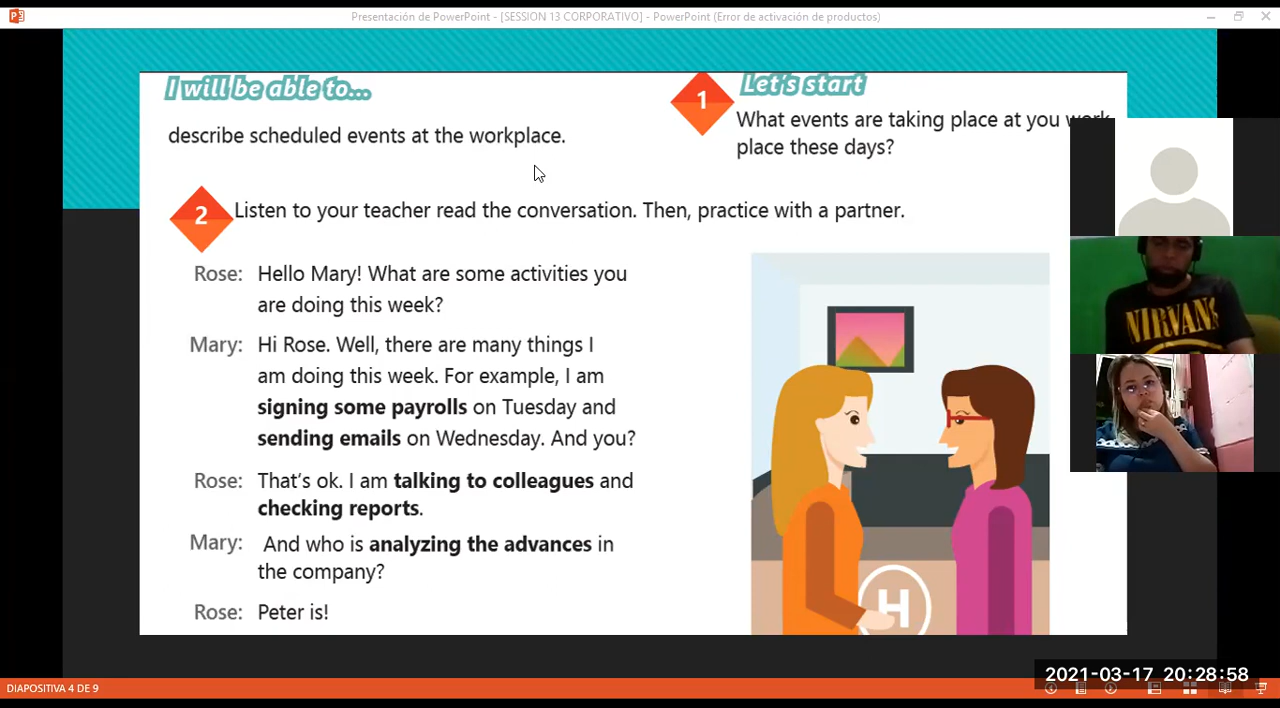 Presentación de PowerPoint - [SESSION 13 CORPORATIVO] - PowerPoint (Error de activación de productos)
I will be able to...
describe scheduled events at the workplace.
1
Let's start
What events are taking place at you work
place these days?
2
Listen to your teacher read the conversation. Then, practice with a partner.
Rose: Hello Mary! What are some activities you
are doing this week?
Mary: Hi Rose. Well, there are many things I
am doing this week. For example, I am
signing some payrolls on Tuesday and
sending emails on Wednesday. And you?
Rose: That's ok. I am talking to colleagues and
checking reports.
Mary: And who is analyzing the advances in
the company?
Rose: Peter is!
H
NIRVANA
2021-03-17 20:28:58
DIAPOSITIVA 4 DE 9